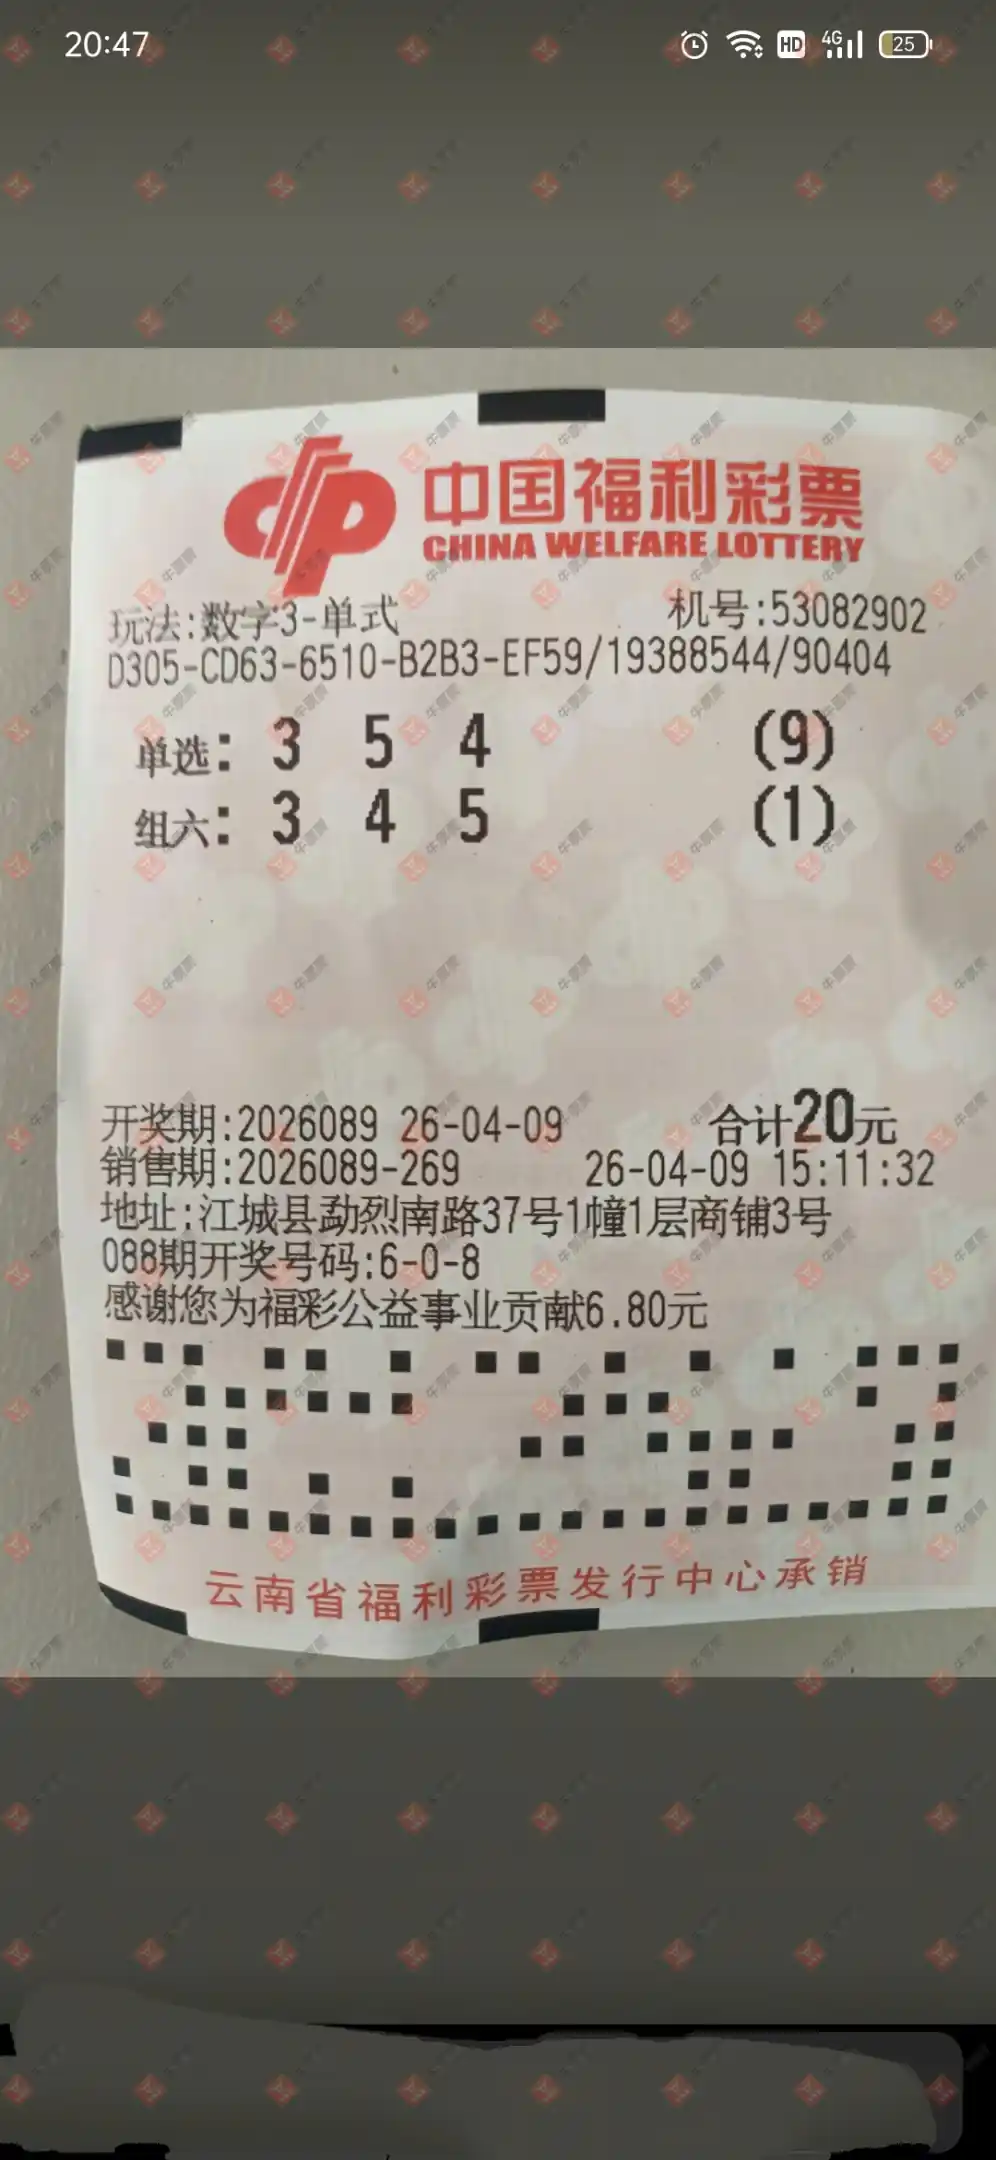 20:47 HD 4G 25
中国福利彩票
CHINA WELFARE LOTTERY
玩法:数字3-单式 机号:53082902
D305-CD63-6510-B2B3-EF59/19388544/90404
单选: 3 5 4 (9)
组六: 3 4 5 (1)
开奖期:2026089 26-04-09 合计20元
销售期:2026089-269 26-04-09 15:11:32
地址:江城县勐烈南路37号1幢1层商铺3号
088期开奖号码:6-0-8
感谢您为福彩公益事业贡献6.80元
云南省福利彩票发行中心承销